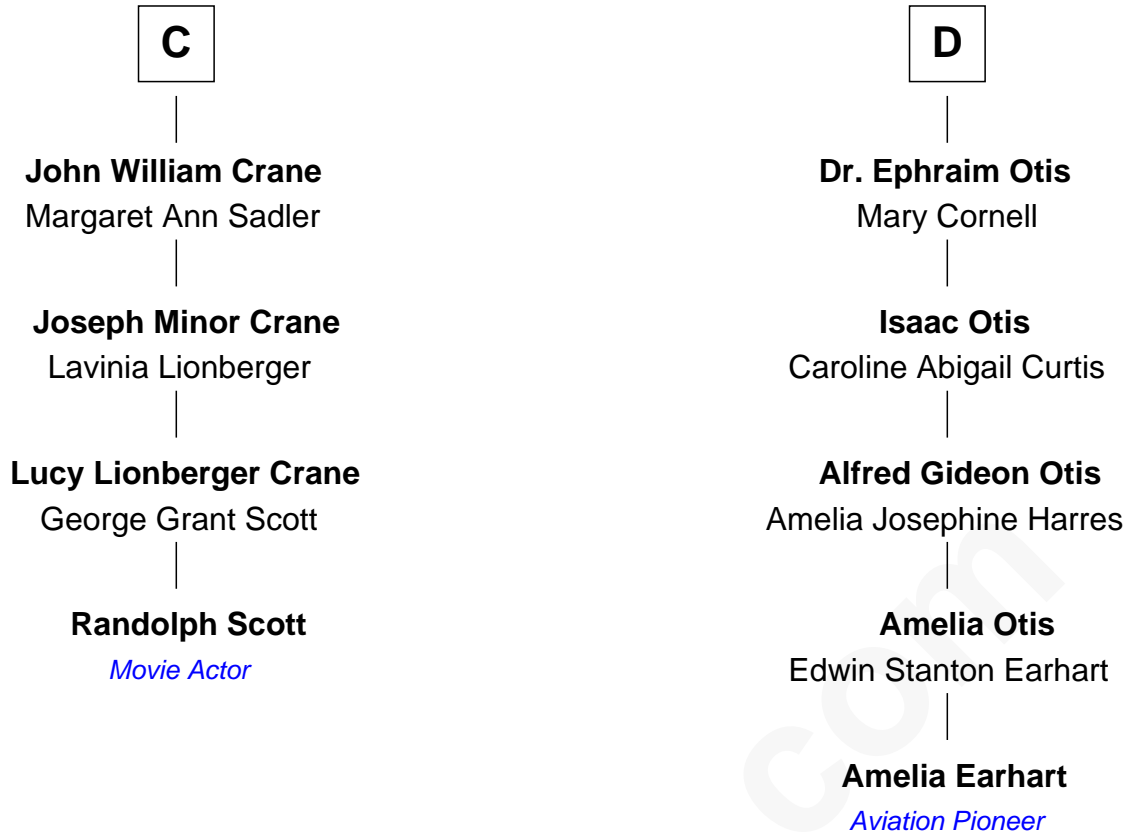 C
John William Crane
Margaret Ann Sadler
Joseph Minor Crane
Lavinia Lionberger
Lucy Lionberger Crane
George Grant Scott
Randolph Scott
Movie Actor
D
Dr. Ephraim Otis
Mary Cornell
Isaac Otis
Caroline Abigail Curtis
Alfred Gideon Otis
Amelia Josephine Harres
Amelia Otis
Edwin Stanton Earhart
Amelia Earhart
Aviation Pioneer
com